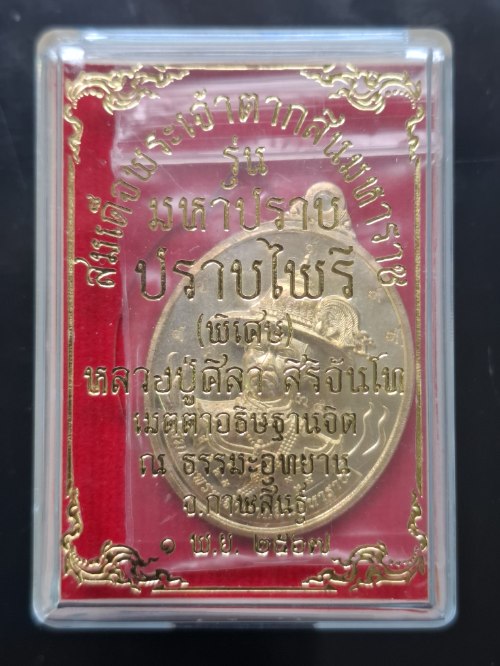 สมเด็จพระเจ้าตากสินมหาราช
รุ่น
มหาปราบ
ปราบไพรี
(พิเศษ)
หลวงปู่ศิลา สิริจันโท
เมตตาอธิษฐานจิต
ณ ธรรมะอุทยาน
จ.กาฬสินธุ์
๑ พ.ย. ๒๕๖๗